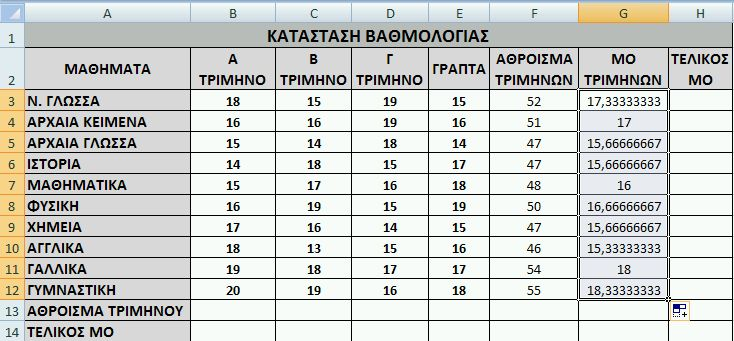 A B C D E F G H
1 ΚΑΤΑΣΤΑΣΗ ΒΑΘΜΟΛΟΓΙΑΣ
2 ΜΑΘΗΜΑΤΑ Α ΤΡΙΜΗΝΟ Β ΤΡΙΜΗΝΟ Γ ΤΡΙΜΗΝΟ ΓΡΑΠΤΑ ΑΘΡΟΙΣΜΑ ΤΡΙΜΗΝΩΝ ΜΟ ΤΡΙΜΗΝΩΝ ΤΕΛΙΚΟΣ ΜΟ
3 Ν. ΓΛΩΣΣΑ 18 15 19 15 52 17,33333333
4 ΑΡΧΑΙΑ ΚΕΙΜΕΝΑ 16 16 19 16 51 17
5 ΑΡΧΑΙΑ ΓΛΩΣΣΑ 15 14 18 14 47 15,66666667
6 ΙΣΤΟΡΙΑ 14 18 15 17 47 15,66666667
7 ΜΑΘΗΜΑΤΙΚΑ 15 17 16 18 48 16
8 ΦΥΣΙΚΗ 16 19 15 19 50 16,66666667
9 ΧΗΜΕΙΑ 17 16 14 15 47 15,66666667
10 ΑΓΓΛΙΚΑ 18 13 15 16 46 15,33333333
11 ΓΑΛΛΙΚΑ 19 18 17 17 54 18
12 ΓΥΜΝΑΣΤΙΚΗ 20 19 16 18 55 18,33333333
13 ΑΘΡΟΙΣΜΑ ΤΡΙΜΗΝΟΥ
14 ΤΕΛΙΚΟΣ ΜΟ